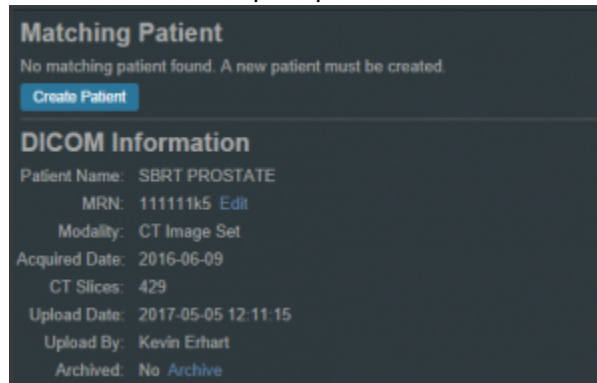 Matching Patient
No matching patient found. A new patient must be created.
Create Patient
DICOM Information
Patient Name: SBRT PROSTATE
MRN: 111111k5 Edit
Modality: CT Image Set
Acquired Date: 2016-06-09
CT Slices: 429
Upload Date: 2017-05-05 12:11:15
Upload By: Kevin Erhart
Archived: No Archive